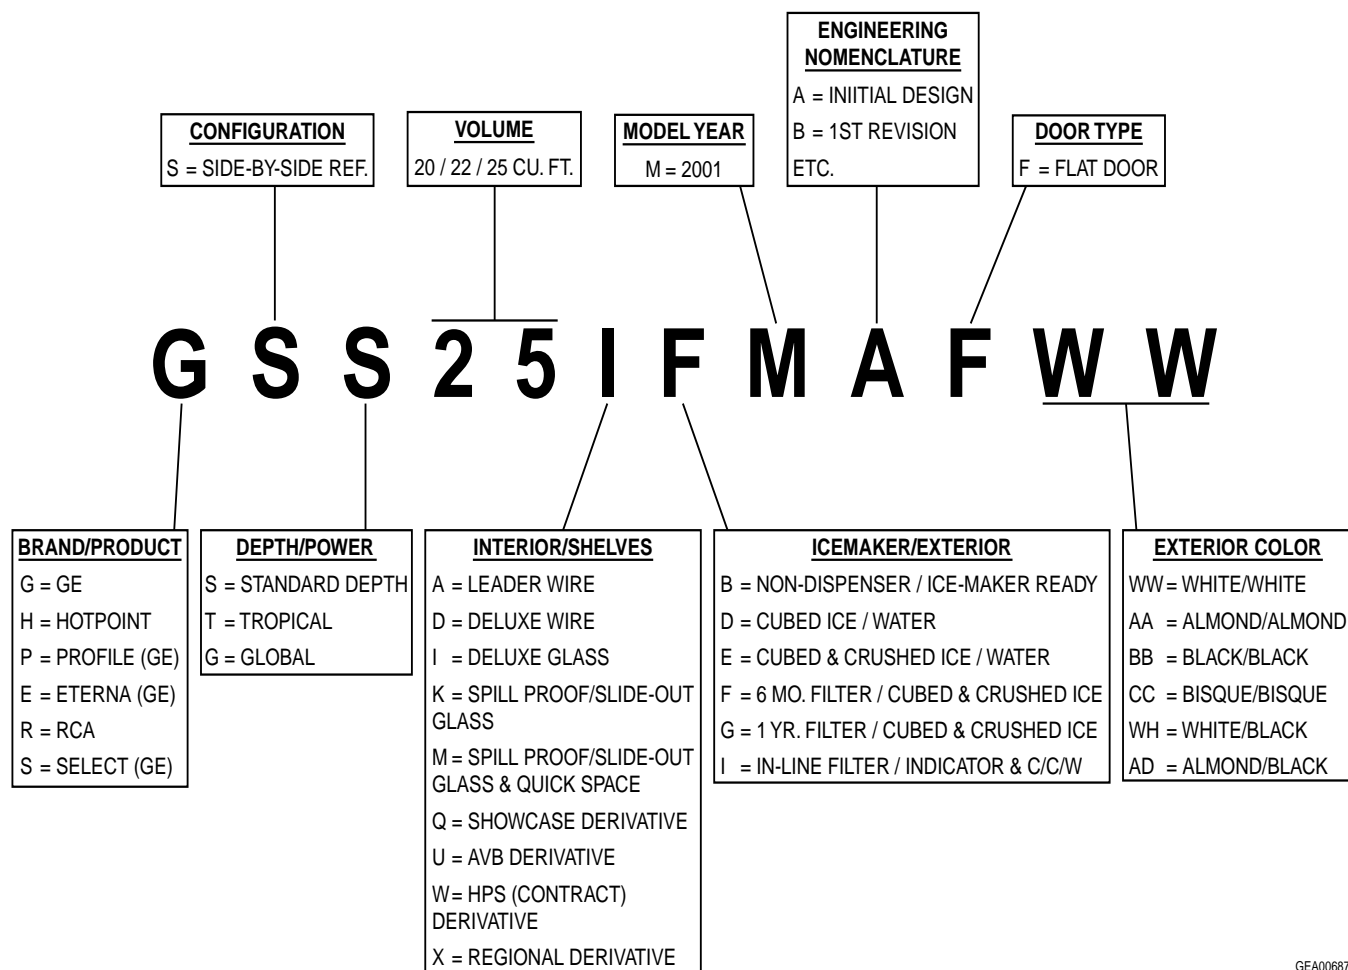 ENGINEERING
NOMENCLATURE
A = INIITIAL DESIGN
B = 1ST REVISION
ETC.
CONFIGURATION
S = SIDE-BY-SIDE REF.
VOLUME
20 / 22 / 25 CU. FT.
MODEL YEAR
M = 2001
DOOR TYPE
F = FLAT DOOR
G S S 2 5 I F M A F W W
BRAND/PRODUCT
G = GE
H = HOTPOINT
P = PROFILE (GE)
E = ETERNA (GE)
R = RCA
S = SELECT (GE)
DEPTH/POWER
S = STANDARD DEPTH
T = TROPICAL
G = GLOBAL
INTERIOR/SHELVES
A = LEADER WIRE
D = DELUXE WIRE
I = DELUXE GLASS
K = SPILL PROOF/SLIDE-OUT
GLASS
M = SPILL PROOF/SLIDE-OUT
GLASS & QUICK SPACE
Q = SHOWCASE DERIVATIVE
U = AVB DERIVATIVE
W = HPS (CONTRACT)
DERIVATIVE
X = REGIONAL DERIVATIVE
ICEMAKER/EXTERIOR
B = NON-DISPENSER / ICE-MAKER READY
D = CUBED ICE / WATER
E = CUBED & CRUSHED ICE / WATER
F = 6 MO. FILTER / CUBED & CRUSHED ICE
G = 1 YR. FILTER / CUBED & CRUSHED ICE
I = IN-LINE FILTER / INDICATOR & C/C/W
EXTERIOR COLOR
WW = WHITE/WHITE
AA = ALMOND/ALMOND
BB = BLACK/BLACK
CC = BISQUE/BISQUE
WH = WHITE/BLACK
AD = ALMOND/BLACK
GEA00687